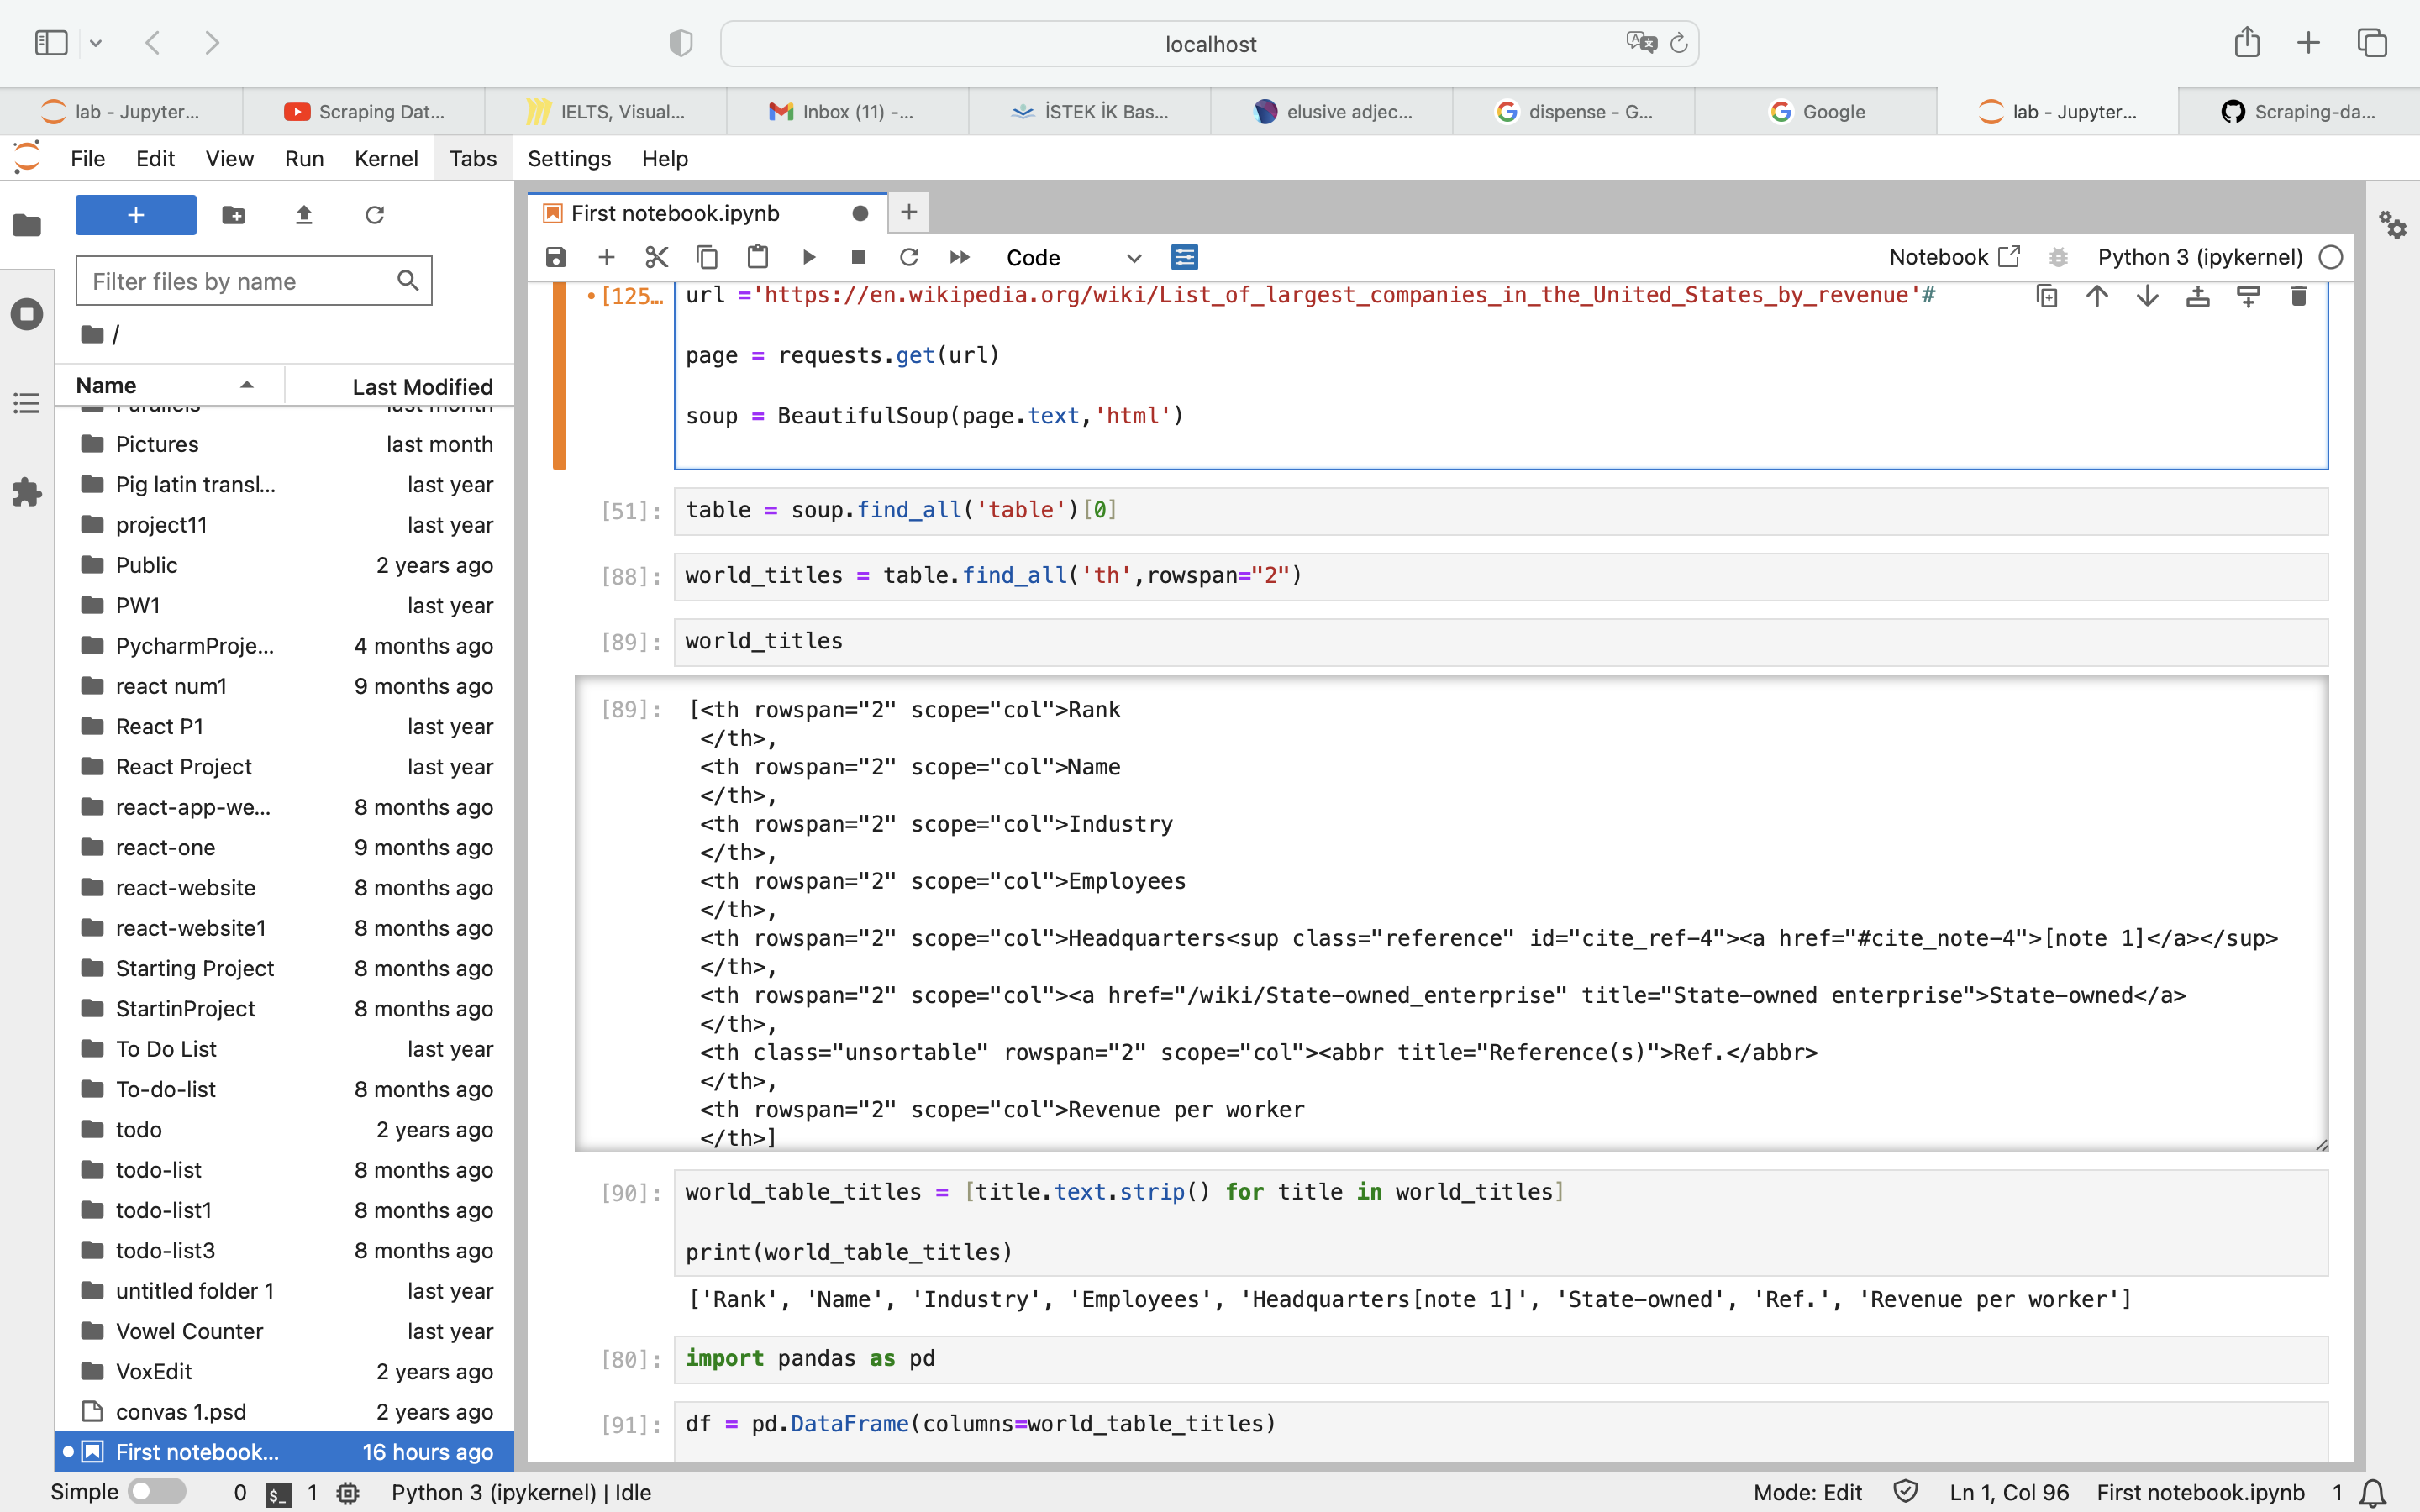 localhost
lab - Jupyter...
Scraping Dat...
IELTS, Visual...
Inbox (11) -...
İSTEK İK Bas...
elusive adjec...
dispense - G...
Google
lab - Jupyter...
Scraping-da...
File Edit View Run Kernel Tabs Settings Help
Filter files by name
/
Name Last Modified
Parallels last month
Pictures last month
Pig latin transl... last year
project11 last year
Public 2 years ago
PW1 last year
PycharmProje... 4 months ago
react num1 9 months ago
React P1 last year
React Project last year
react-app-we... 8 months ago
react-one 9 months ago
react-website 8 months ago
react-website1 8 months ago
Starting Project 8 months ago
StartinProject 8 months ago
To Do List last year
To-do-list 8 months ago
todo 2 years ago
todo-list 8 months ago
todo-list1 8 months ago
todo-list3 8 months ago
untitled folder 1 last year
Vowel Counter last year
VoxEdit 2 years ago
convas 1.psd 2 years ago
First notebook... 16 hours ago
First notebook.ipynb
Code
Notebook Python 3 (ipykernel)
[125... url ='https://en.wikipedia.org/wiki/List_of_largest_companies_in_the_United_States_by_revenue'#
page = requests.get(url)
soup = BeautifulSoup(page.text,'html')
[51]: table = soup.find_all('table')[0]
[88]: world_titles = table.find_all('th',rowspan="2")
[89]: world_titles
[89]: [<th rowspan="2" scope="col">Rank
</th>,
<th rowspan="2" scope="col">Name
</th>,
<th rowspan="2" scope="col">Industry
</th>,
<th rowspan="2" scope="col">Employees
</th>,
<th rowspan="2" scope="col">Headquarters<sup class="reference" id="cite_ref-4"><a href="#cite_note-4">[note 1]</a></sup>
</th>,
<th rowspan="2" scope="col"><a href="/wiki/State-owned_enterprise" title="State-owned enterprise">State-owned</a>
</th>,
<th class="unsortable" rowspan="2" scope="col"><abbr title="Reference(s)">Ref.</abbr>
</th>,
<th rowspan="2" scope="col">Revenue per worker
</th>]
[90]: world_table_titles = [title.text.strip() for title in world_titles]
print(world_table_titles)
['Rank', 'Name', 'Industry', 'Employees', 'Headquarters[note 1]', 'State-owned', 'Ref.', 'Revenue per worker']
[80]: import pandas as pd
[91]: df = pd.DataFrame(columns=world_table_titles)
Simple 0 $_ 1 Python 3 (ipykernel) | Idle Mode: Edit Ln 1, Col 96 First notebook.ipynb 1